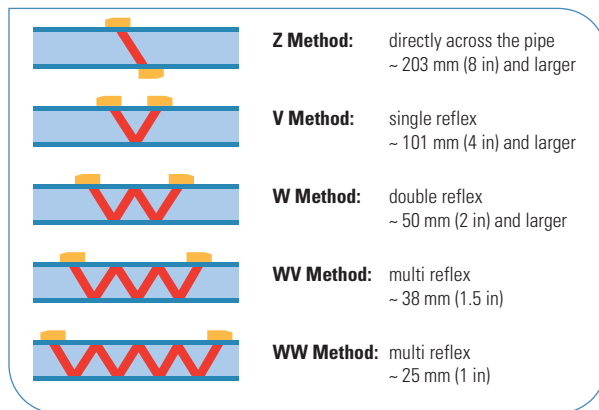 Z Method: directly across the pipe
~ 203 mm (8 in) and larger
V Method: single reflex
~ 101 mm (4 in) and larger
W Method: double reflex
~ 50 mm (2 in) and larger
WV Method: multi reflex
~ 38 mm (1.5 in)
WW Method: multi reflex
~ 25 mm (1 in)